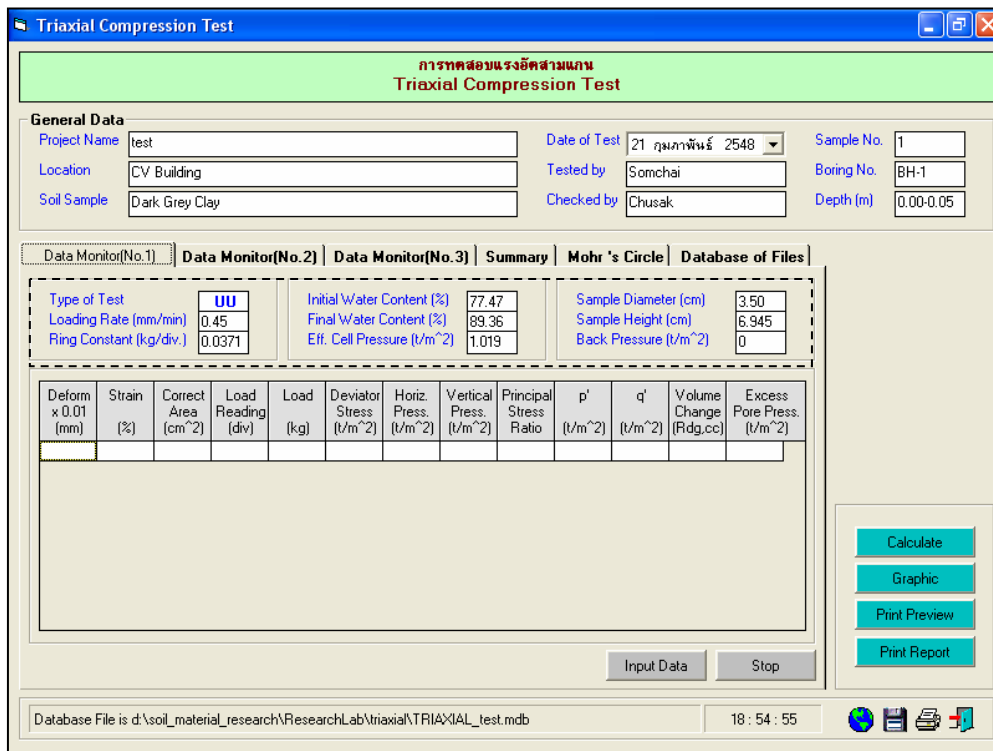 Triaxial Compression Test
การทดสอบแรงอัดสามแกน
Triaxial Compression Test
General Data
Project Name test Date of Test 21 กุมภาพันธ์ 2548 Sample No. 1
Location CV Building Tested by Somchai Boring No. BH-1
Soil Sample Dark Grey Clay Checked by Chusak Depth (m) 0.00-0.05
Data Monitor(No.1) Data Monitor(No.2) Data Monitor(No.3) Summary Mohr 's Circle Database of Files
Type of Test UU Initial Water Content (%) 77.47 Sample Diameter (cm) 3.50
Loading Rate (mm/min) 0.45 Final Water Content (%) 89.36 Sample Height (cm) 6.945
Ring Constant (kg/div.) 0.0371 Eff. Cell Pressure (t/m^2) 1.019 Back Pressure (t/m^2) 0
Deform Strain Correct Load Load Deviator Horiz. Vertical Principal p' q' Volume Excess
x 0.01 Area Reading Stress Press. Press. Stress Change Pore Press.
(mm) (%) (cm^2) (div) (kg) (t/m^2) (t/m^2) (t/m^2) Ratio (t/m^2) (t/m^2) (Rdg,cc) (t/m^2)
Calculate
Graphic
Print Preview
Print Report
Input Data Stop
Database File is d:\soil_material_research\ResearchLab\triaxial\TRIAXIAL_test.mdb 18 : 54 : 55